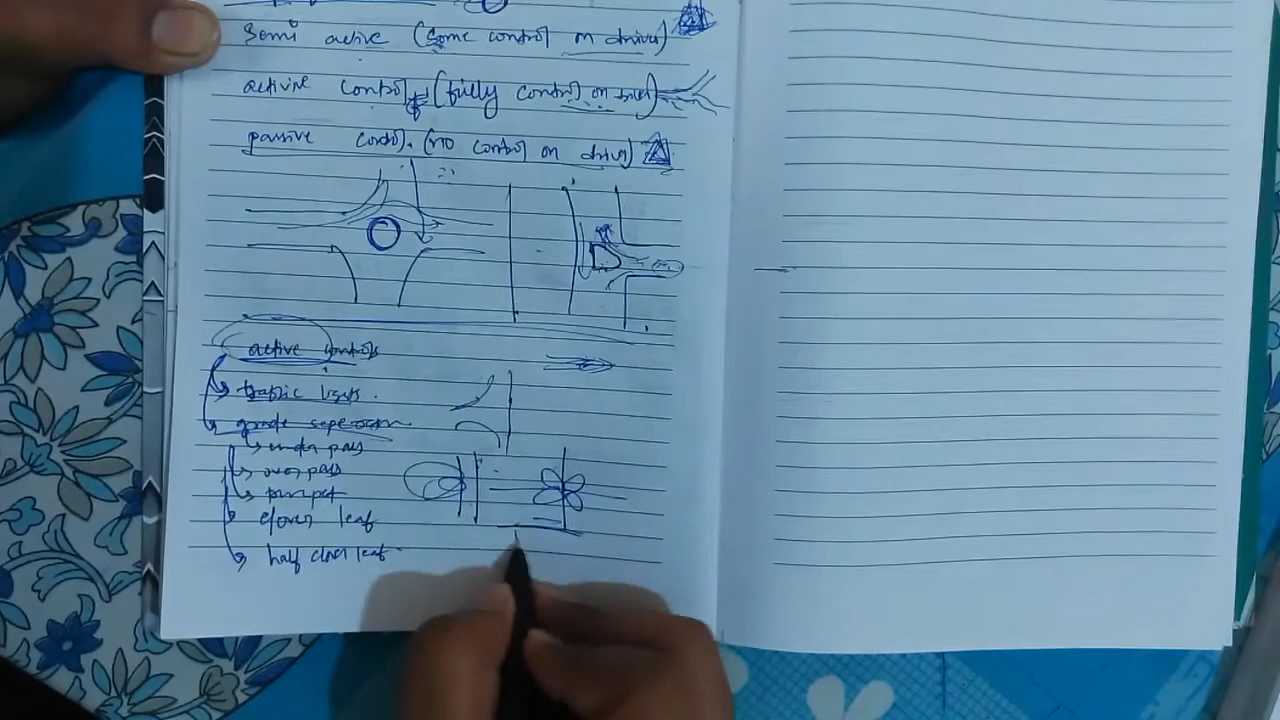 semi active (some control on driver)
active control (fully control on driver)
passive control. (no control on driver)
active controls
traffic lights.
grade
under pass
over pass
trumpet
clover leaf
half clover leaf